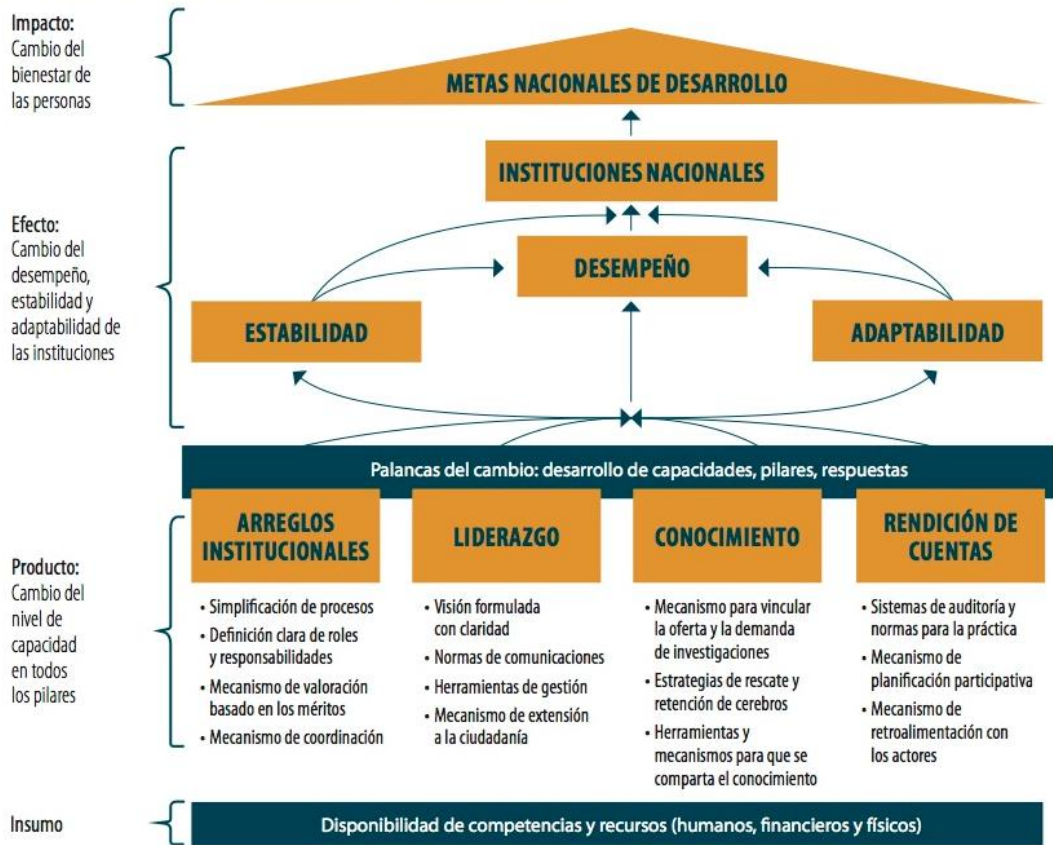 Impacto:
Cambio del
bienestar de
las personas
METAS NACIONALES DE DESARROLLO
Efecto:
Cambio del
desempeño,
estabilidad y
adaptabilidad de
las instituciones
INSTITUCIONES NACIONALES
DESEMPEÑO
ESTABILIDAD
ADAPTABILIDAD
Palancas del cambio: desarrollo de capacidades, pilares, respuestas
Producto:
Cambio del
nivel de
capacidad
en todos
los pilares
ARREGLOS
INSTITUCIONALES
• Simplificación de procesos
• Definición clara de roles
y responsabilidades
• Mecanismo de valoración
basado en los méritos
• Mecanismo de coordinación
LIDERAZGO
• Visión formulada
con claridad
• Normas de comunicaciones
• Herramientas de gestión
• Mecanismo de extensión
a la ciudadanía
CONOCIMIENTO
• Mecanismo para vincular
la oferta y la demanda
de investigaciones
• Estrategias de rescate y
retención de cerebros
• Herramientas y
mecanismos para que se
comparta el conocimiento
RENDICIÓN DE
CUENTAS
• Sistemas de auditoría y
normas para la práctica
• Mecanismo de
planificación participativa
• Mecanismo de
retroalimentación con
los actores
Insumo
Disponibilidad de competencias y recursos (humanos, financieros y físicos)